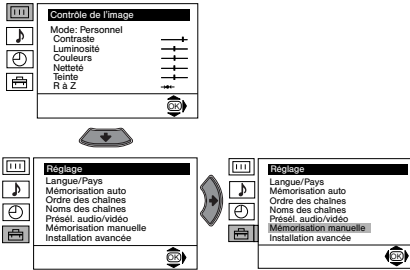 Contrôle de l'image
Mode: Personnel
Contraste
Luminosité
Couleurs
Netteté
Teinte
R à Z
OK
Réglage
Langue/Pays
Mémorisation auto
Ordre des chaînes
Noms des chaînes
Présél. audio/vidéo
Mémorisation manuelle
Installation avancée
OK
Réglage
Langue/Pays
Mémorisation auto
Ordre des chaînes
Noms des chaînes
Présél. audio/vidéo
Mémorisation manuelle
Installation avancée
OK